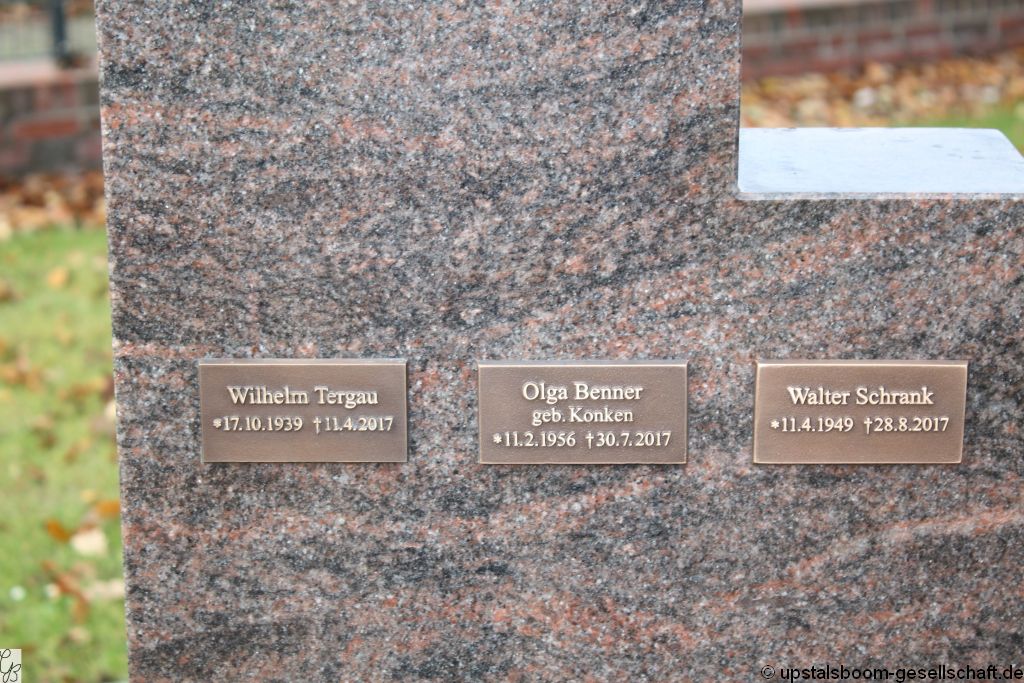 Wilhelm Tergau
*17.10.1939 †11.4.2017
Olga Benner
geb. Konken
*11.2.1956 †30.7.2017
Walter Schrank
*11.4.1949 †28.8.2017
© upstalsboom-gesellschaft.de